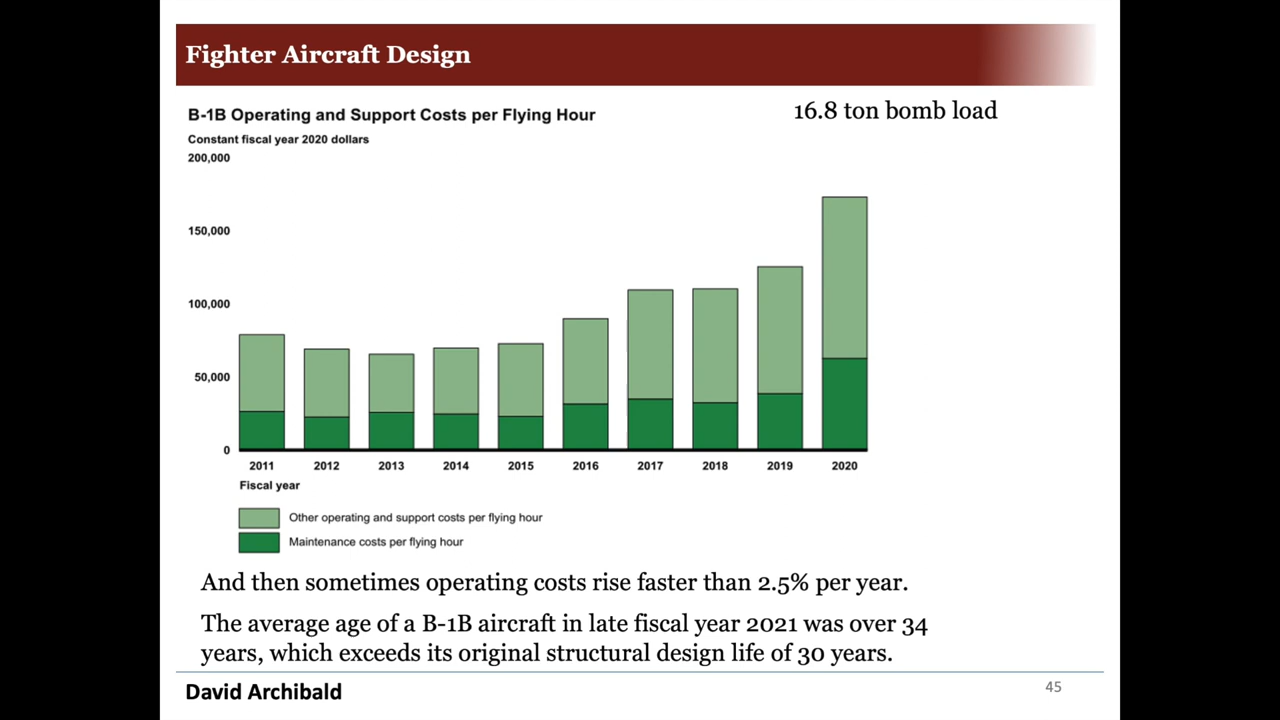 Fighter Aircraft Design
B-1B Operating and Support Costs per Flying Hour
16.8 ton bomb load
Constant fiscal year 2020 dollars
200,000
150,000
100,000
50,000
0
2011 2012 2013 2014 2015 2016 2017 2018 2019 2020
Fiscal year
Other operating and support costs per flying hour
Maintenance costs per flying hour
And then sometimes operating costs rise faster than 2.5% per year.
The average age of a B-1B aircraft in late fiscal year 2021 was over 34
years, which exceeds its original structural design life of 30 years.
David Archibald
45